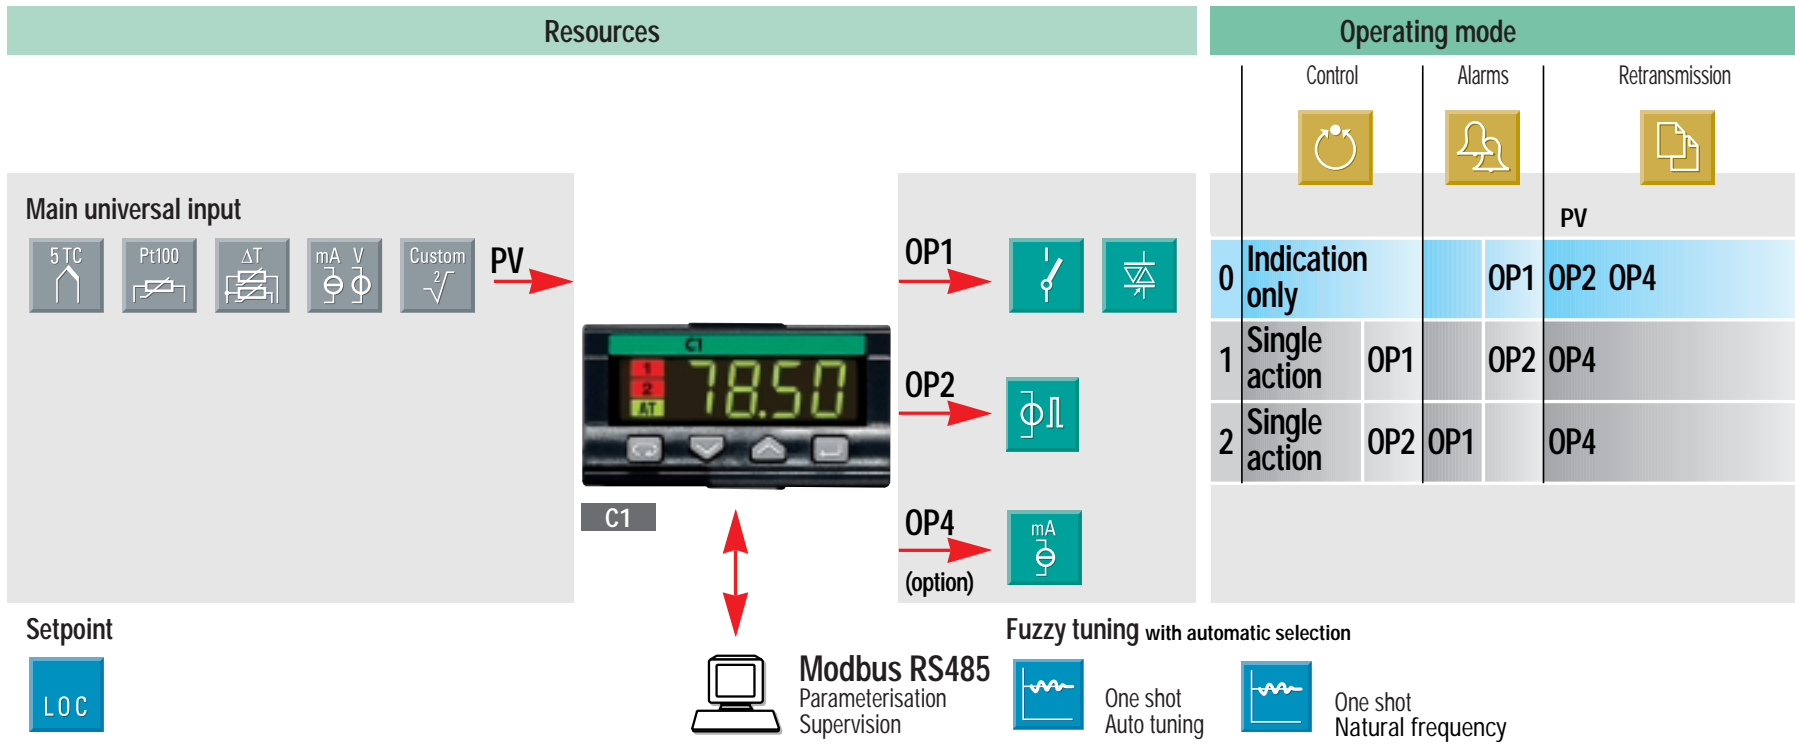 Resources
Operating mode
Control
Alarms
Retransmission
Main universal input
5 TC
Pt100
ΔT
mA V
Custom
2/
PV
OP1
OP2
OP4
(option)
mA
C1
1
2
AT
78.50
C1
PV
0 Indication only OP1 OP2 OP4
1 Single action OP1 OP2 OP4
2 Single action OP2 OP1 OP4
Setpoint
LOC
Modbus RS485
Parameterisation
Supervision
Fuzzy tuning with automatic selection
One shot
Auto tuning
One shot
Natural frequency